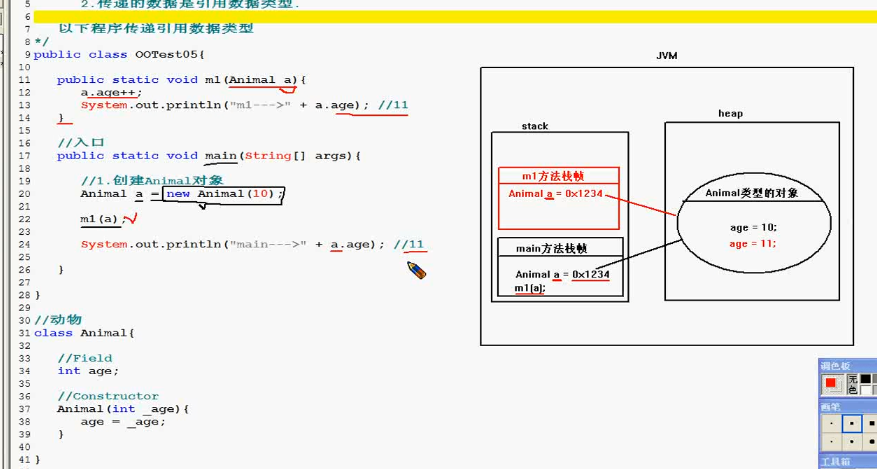 5 2.传递的数据是引用数据类型.
6
7 以下程序传递引用数据类型
8 */
9 public class OOTest05{
10
11 public static void m1(Animal a){
12 a.age++;
13 System.out.println("m1--->" + a.age); //11
14 }
15
16 //入口
17 public static void main(String[] args){
18
19 //1.创建Animal对象
20 Animal a = new Animal(10);
21
22 m1(a);
23
24 System.out.println("main--->" + a.age); //11
25
26 }
27
28 }
29
30 //动物
31 class Animal{
32
33 //Field
34 int age;
35
36 //Constructor
37 Animal(int _age){
38 age = _age;
39 }
40
41 }
JVM
stack
m1方法栈帧
Animal a = 0x1234
main方法栈帧
Animal a = 0x1234
m1(a);
heap
Animal类型的对象
age = 10;
age = 11;
调色板
无色
画笔
工具箱